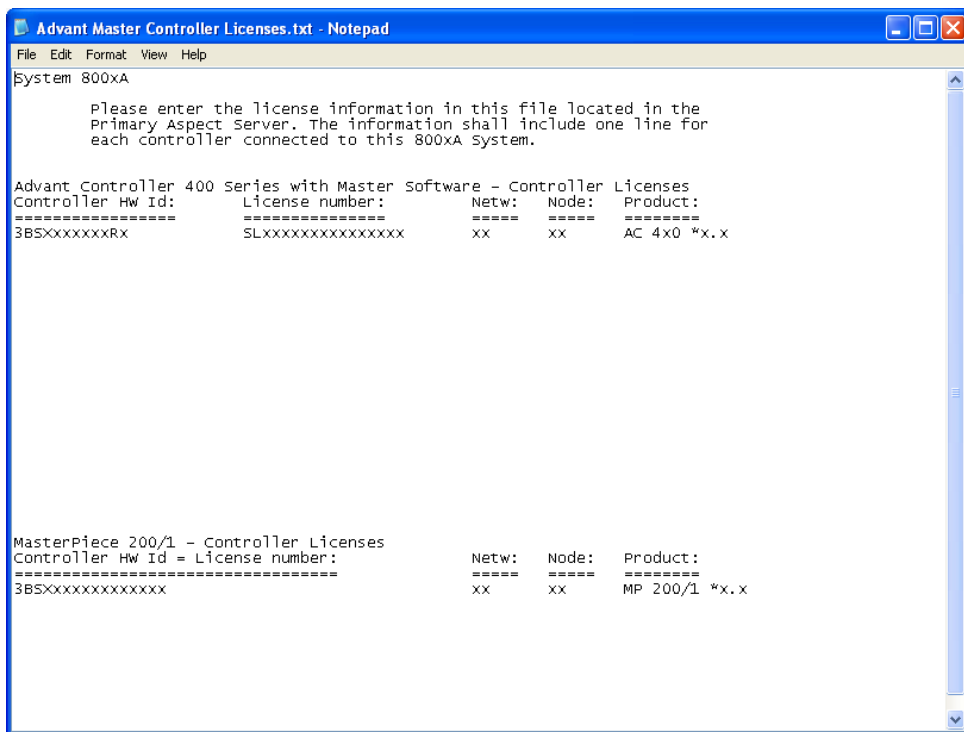 Advant Master Controller Licenses.txt - Notepad
File Edit Format View Help
System 800xA
Please enter the license information in this file located in the
Primary Aspect Server. The information shall include one line for
each controller connected to this 800xA System.
Advant Controller 400 Series with Master Software - Controller Licenses
Controller HW Id: License number: Netw: Node: Product:
================= =============== ===== ===== ========
3BSXxxxxxxRx SLxxxxxxxxxxxxxxx xx xx AC 4x0 *x.x
MasterPiece 200/1 - Controller Licenses
Controller HW Id = License number: Netw: Node: Product:
================================== ===== ===== ========
3BSXxxxxxxxxxxxx xx xx MP 200/1 *x.x